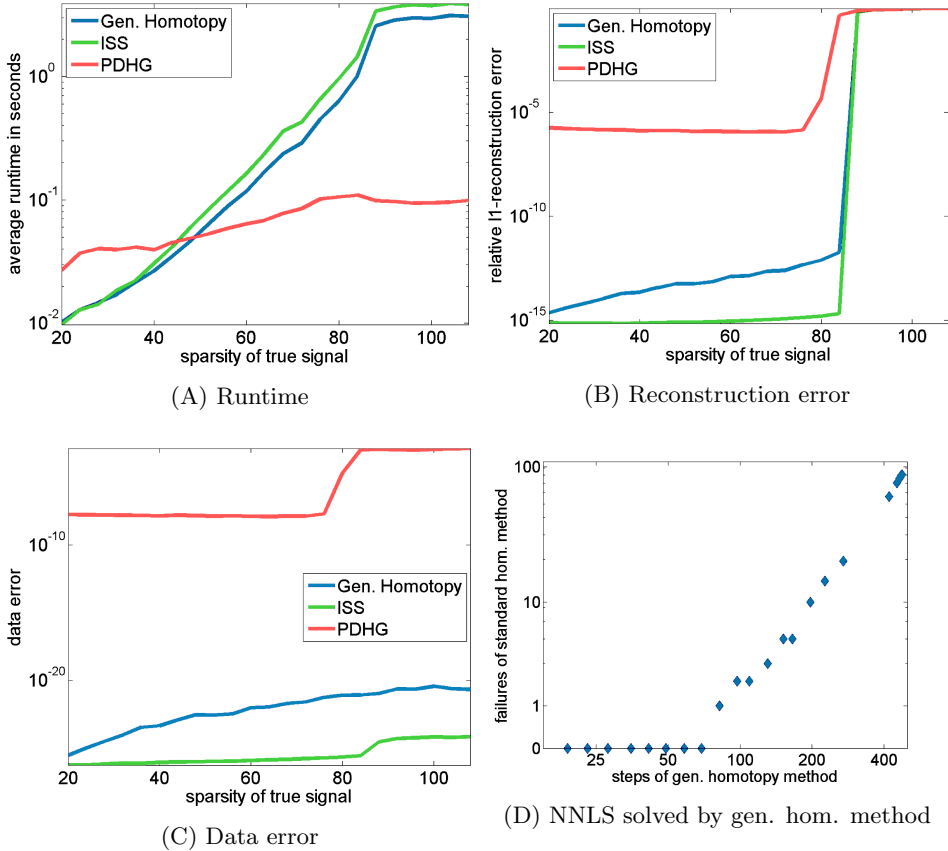 Gen. Homotopy
ISS
PDHG
average runtime in seconds
10^0
10^-1
10^-2
20 40 60 80 100
sparsity of true signal
(A) Runtime
Gen. Homotopy
ISS
PDHG
relative l1-reconstruction error
10^-5
10^-10
10^-15
20 40 60 80 100
sparsity of true signal
(B) Reconstruction error
Gen. Homotopy
ISS
PDHG
data error
10^-10
10^-20
20 40 60 80 100
sparsity of true signal
(C) Data error
failures of standard hom. method
100
10
1
0
25 50 100 200 400
steps of gen. homotopy method
(D) NNLS solved by gen. hom. method